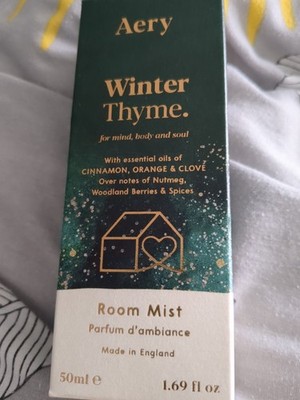 Aery
Winter
Thyme.
for mind, body and soul
With essential oils of
CINNAMON, ORANGE & CLOVE
Over notes of Nutmeg,
Woodland Berries & Spices
Room Mist
Parfum d'ambiance
Made in England
50ml e 1.69 fl oz